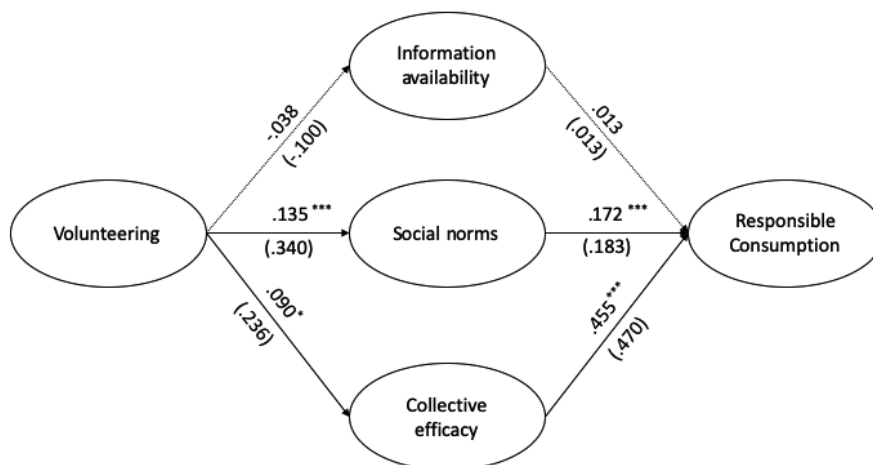 Information
availability
-.038
(-.100)
.013
(.013)
Volunteering
.135 ***
(.340)
Social norms
.172 ***
(.183)
Responsible
Consumption
.090 *
(.236)
.455 ***
(.470)
Collective
efficacy